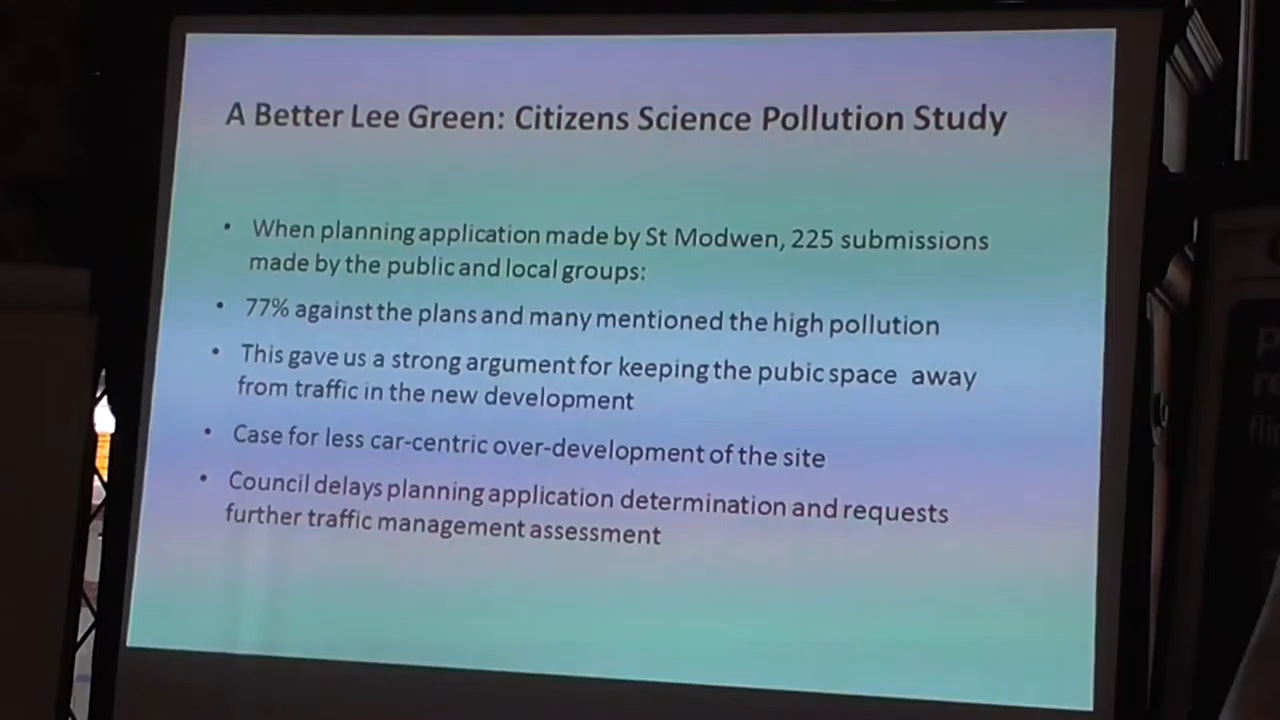 A Better Lee Green: Citizens Science Pollution Study
• When planning application made by St Modwen, 225 submissions
made by the public and local groups:
• 77% against the plans and many mentioned the high pollution
• This gave us a strong argument for keeping the pubic space away
from traffic in the new development
• Case for less car-centric over-development of the site
• Council delays planning application determination and requests
further traffic management assessment